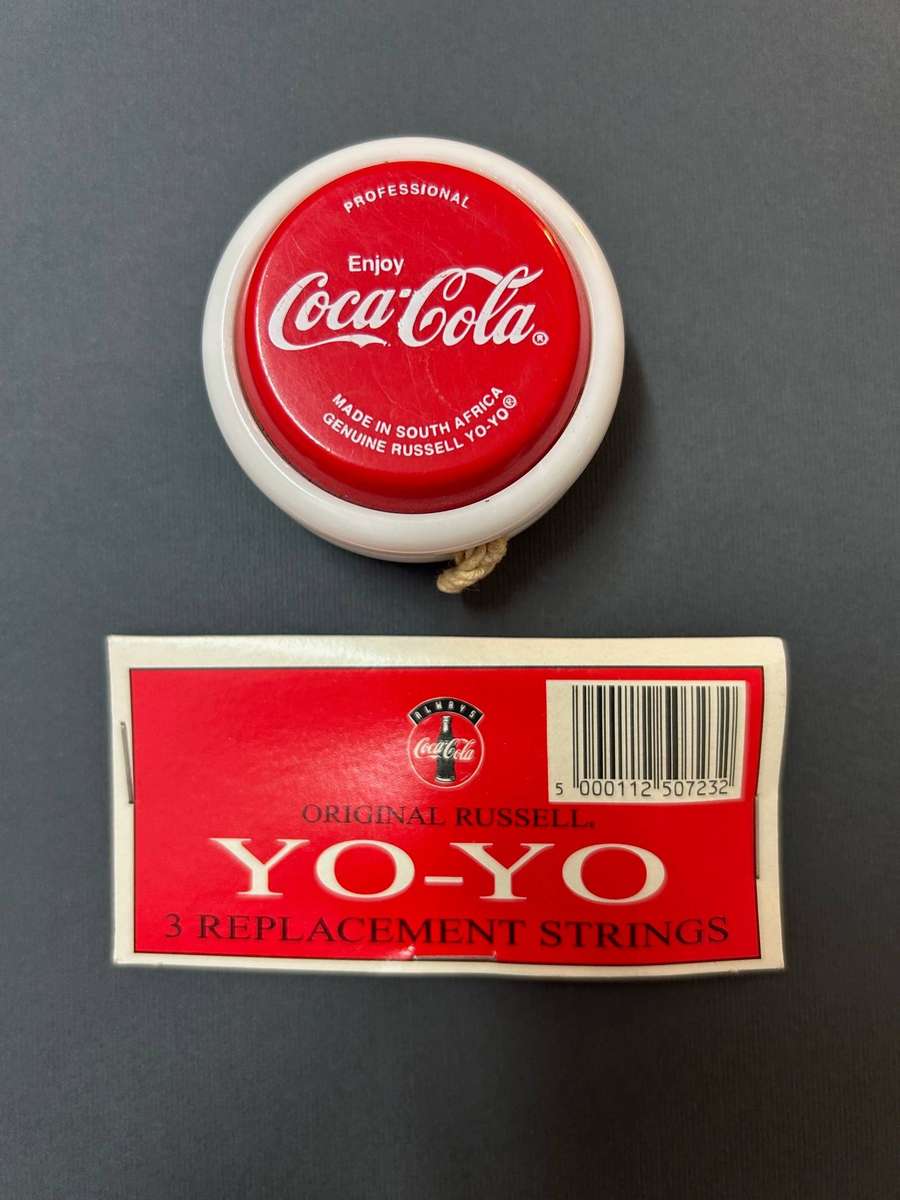 PROFESSIONAL
Enjoy
Coca-Cola®
MADE IN SOUTH AFRICA
GENUINE RUSSELL YO-YO®
ALWAYS
Coca-Cola
5 000112 507232
ORIGINAL RUSSELL.
YO-YO
3 REPLACEMENT STRINGS